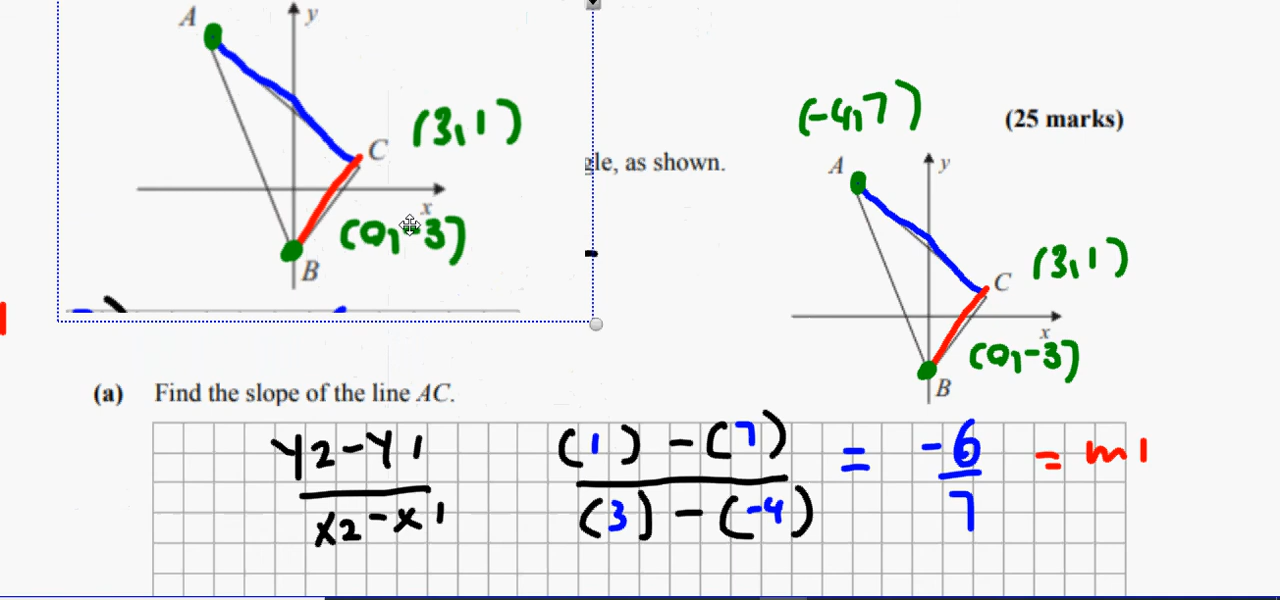 A
y
C (3,1)
x
(0,-3)
B
(-4,7)
(25 marks)
gle, as shown.
A
y
C (3,1)
x
(0,-3)
B
(a) Find the slope of the line AC.
y2-y1 (1) - (7) = -6 = m1
x2-x1 (3) - (-4) 7